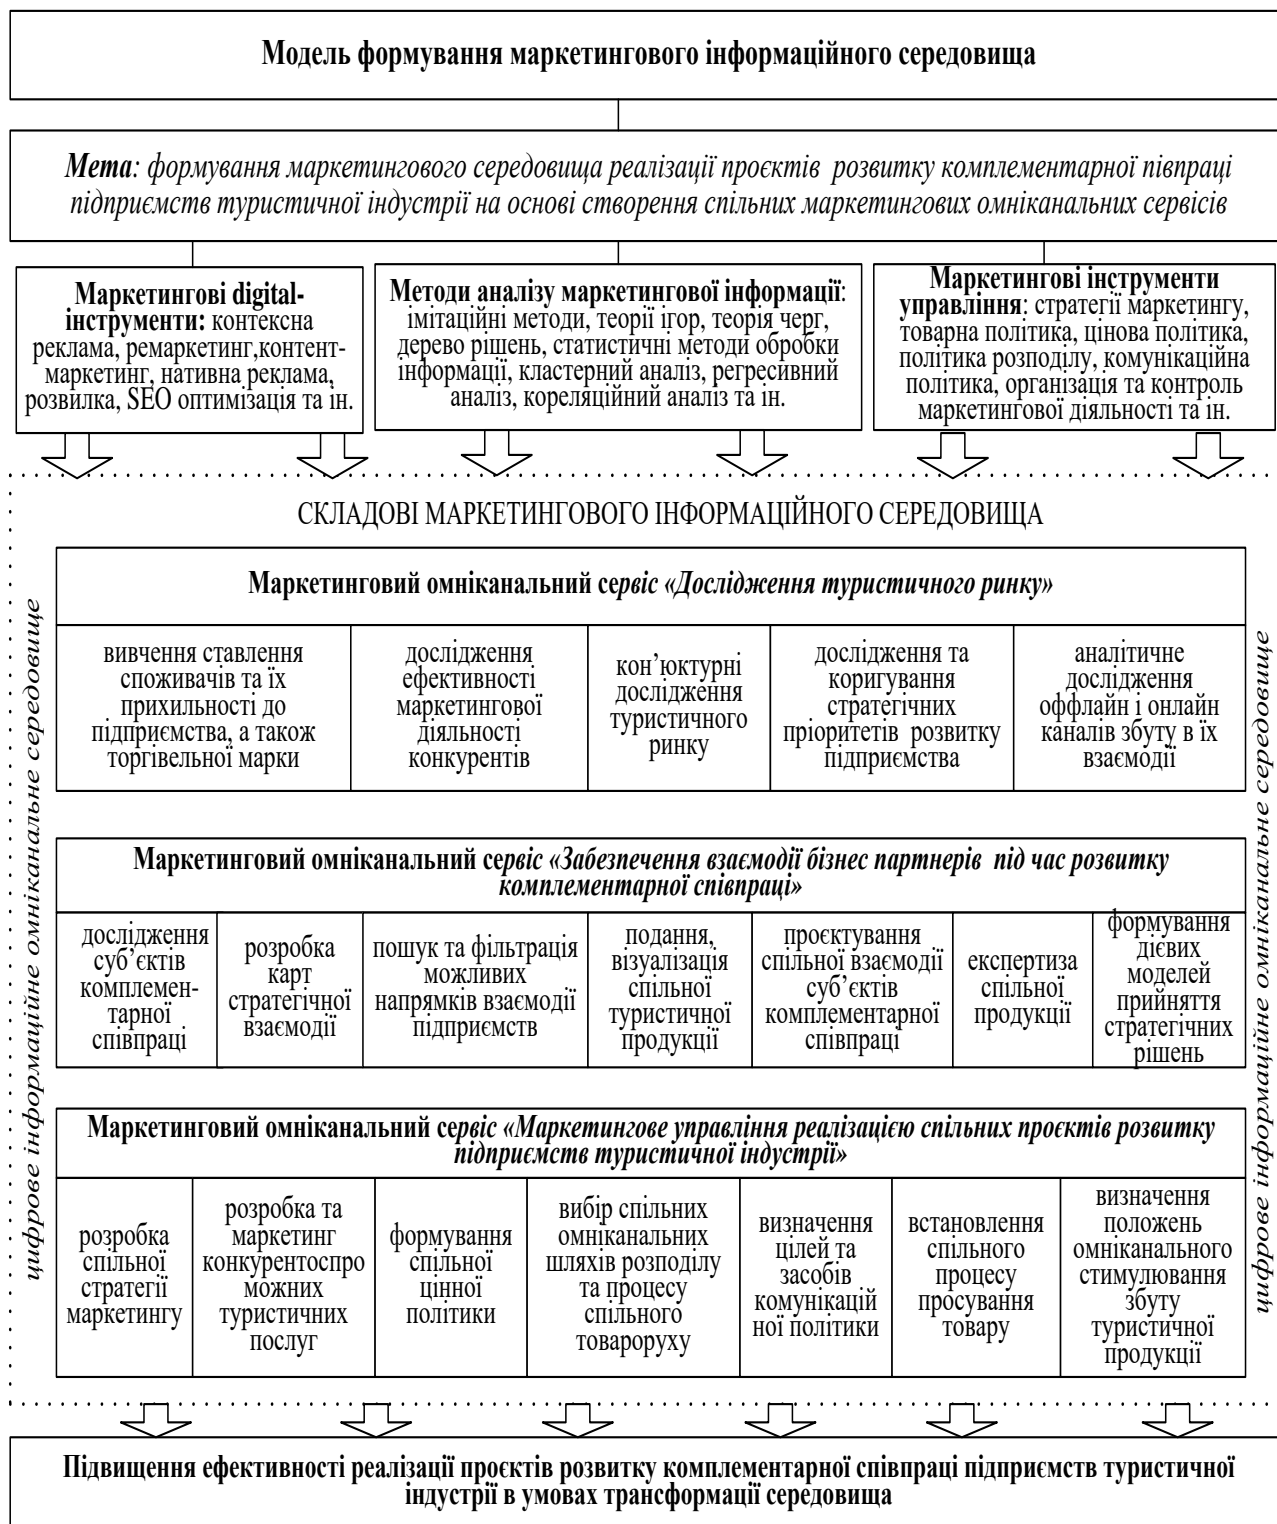 Модель формування маркетингового інформаційного середовища
Мета: формування маркетингового середовища реалізації проєктів розвитку комплементарної півпраці
підприємств туристичної індустрії на основі створення спільних маркетингових омніканальних сервісів
Маркетингові digital-
інструменти: контексна
реклама, ремаркетинг,контент-
маркетинг, нативна реклама,
розвилка, SEO оптимізація та ін.
Методи аналізу маркетингової інформації:
імітаційні методи, теорії ігор, теорія черг,
дерево рішень, статистичні методи обробки
інформації, кластерний аналіз, регресивний
аналіз, кореляційний аналіз та ін.
Маркетингові інструменти
управління: стратегії маркетингу,
товарна політика, цінова політика,
політика розподілу, комунікаційна
політика, організація та контроль
маркетингової діяльності та ін.
СКЛАДОВІ МАРКЕТИНГОВОГО ІНФОРМАЦІЙНОГО СЕРЕДОВИЩА
цифрове інформаційне омніканальне середовище
Маркетинговий омніканальний сервіс «Дослідження туристичного ринку»
вивчення ставлення
споживачів та їх
прихильності до
підприємства, а також
торгівельної марки
дослідження
ефективності
маркетингової
діяльності
конкурентів
кон’юктурні
дослідження
туристичного
ринку
дослідження та
коригування
стратегічних
пріоритетів розвитку
підприємства
аналітичне
дослідження
оффлайн і онлайн
каналів збуту в їх
взаємодії
Маркетинговий омніканальний сервіс «Забезпечення взаємодії бізнес партнерів під час розвитку
комплементарної співпраці»
дослідження
суб’єктів
комплемен-
тарної
співпраці
розробка
карт
стратегічної
взаємодії
пошук та фільтрація
можливих
напрямків взаємодії
підприємств
подання,
візуалізація
спільної
туристичної
продукції
проєктування
спільної взаємодії
суб’єктів
комплементарної
співпраці
експертиза
спільної
продукції
формування
дієвих
моделей
прийняття
стратегічних
рішень
Маркетинговий омніканальний сервіс «Маркетингове управління реалізацією спільних проєктів розвитку
підприємств туристичної індустрії»
розробка
спільної
стратегії
маркетингу
розробка та
маркетинг
конкурентоспро
можних
туристичних
послуг
формування
спільної
цінної
політики
вибір спільних
омніканальних
шляхів розподілу
та процесу
спільного
товароруху
визначення
цілей та
засобів
комунікацій
ної політики
встановлення
спільного
процесу
просування
товару
визначення
положень
омніканального
стимулювання
збуту
туристичної
продукції
цифрове інформаційне омніканальне середовище
Підвищення ефективності реалізації проєктів розвитку комплементарної співпраці підприємств туристичної
індустрії в умовах трансформації середовища